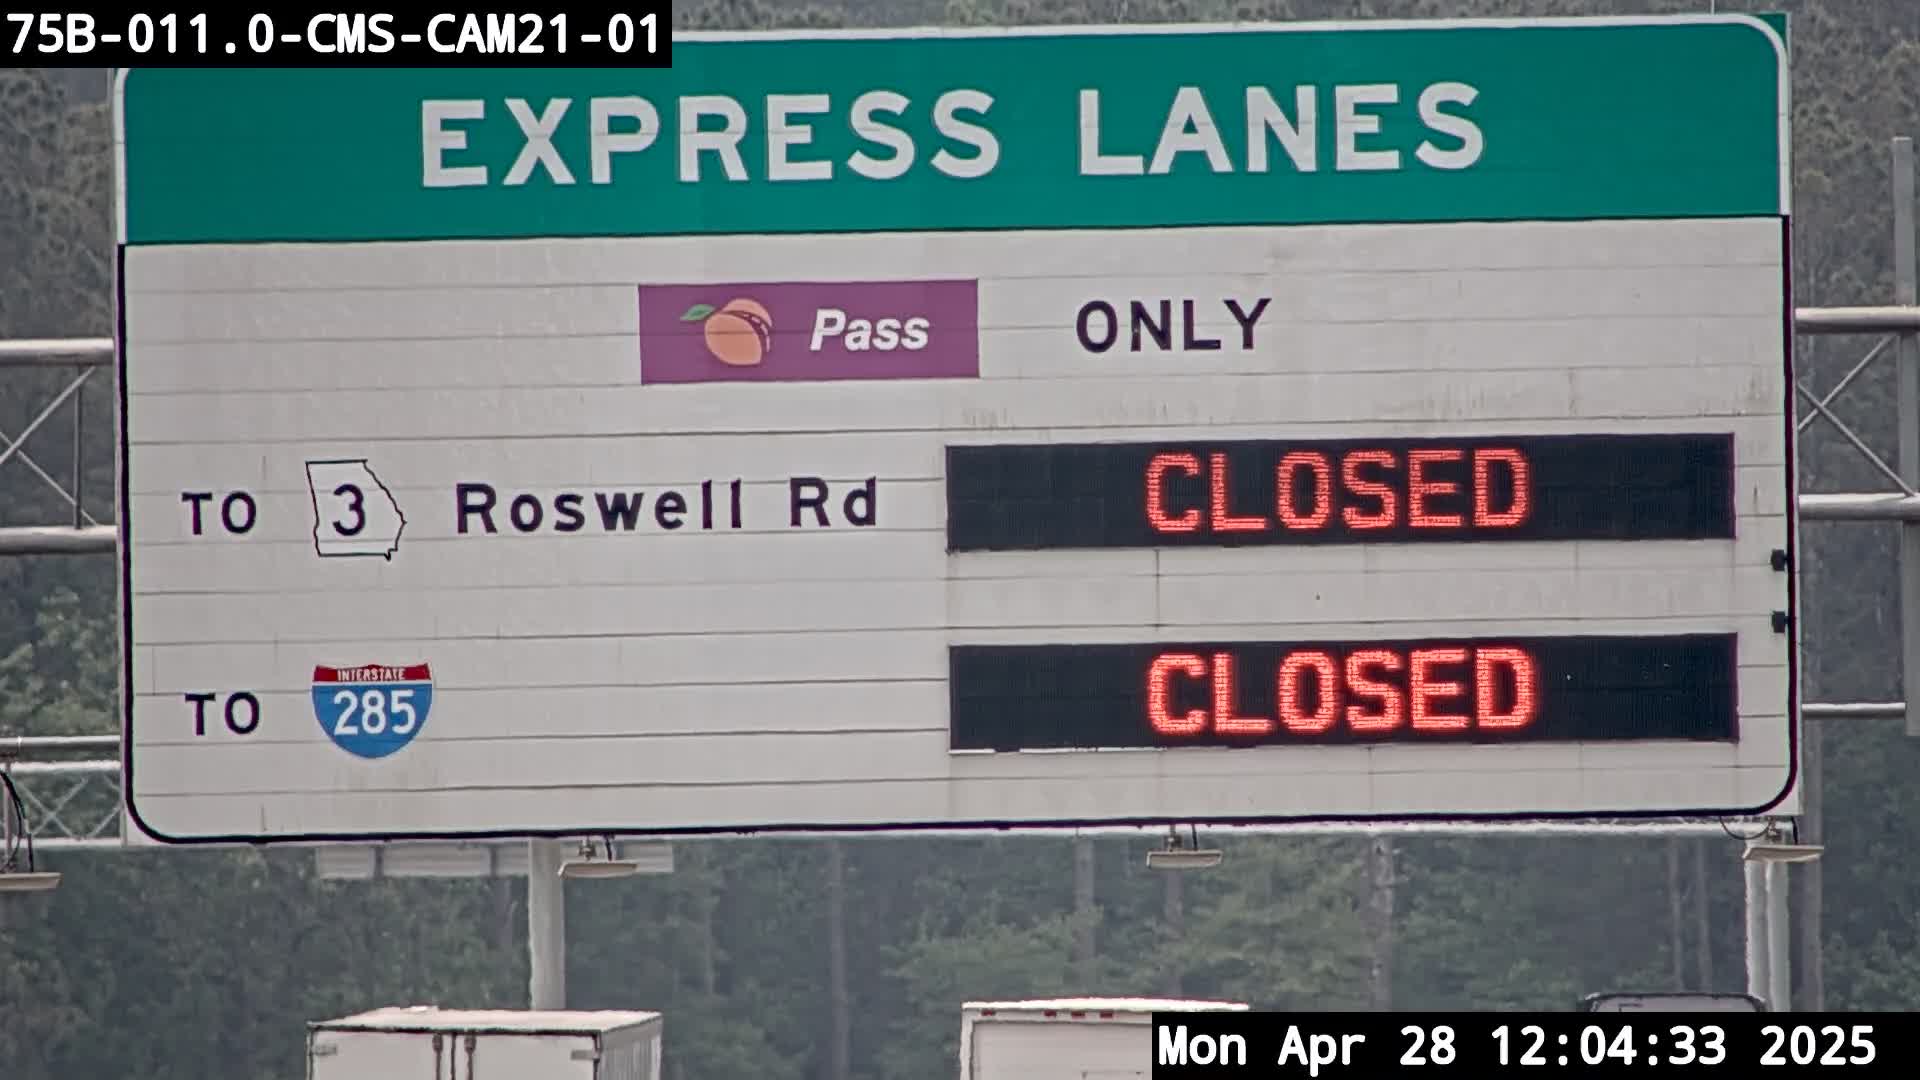 75B-011.0-CMS-CAM21-01
EXPRESS LANES
Pass ONLY
TO 3 Roswell Rd CLOSED
TO INTERSTATE 285 CLOSED
Mon Apr 28 12:04:33 2025